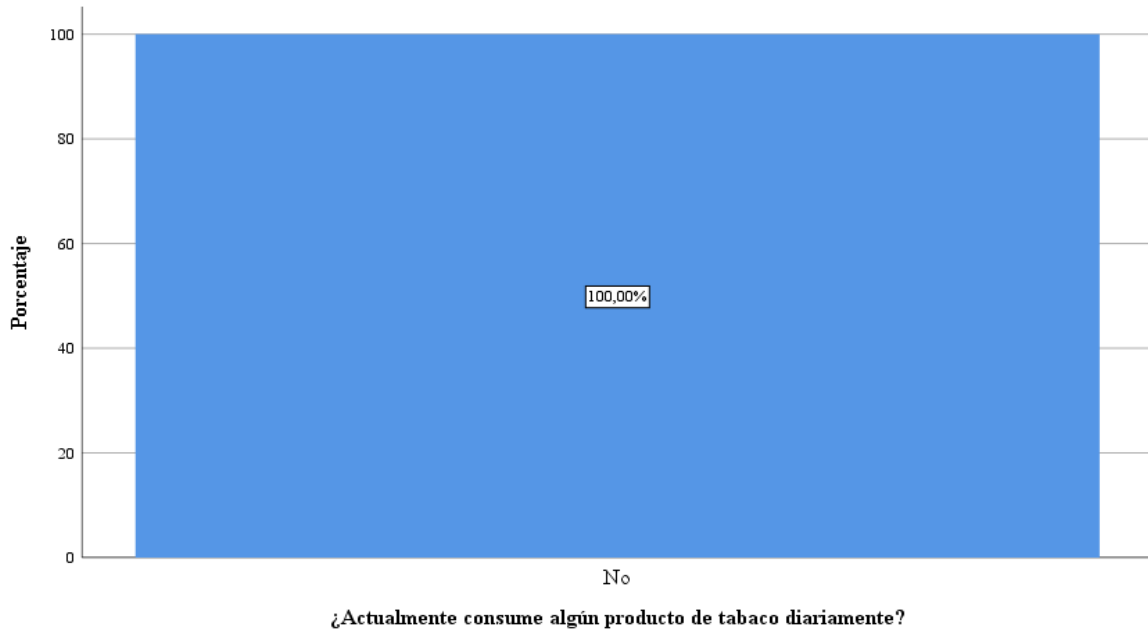 Porcentaje
100
80
60
40
20
0
100,00%
No
¿Actualmente consume algún producto de tabaco diariamente?